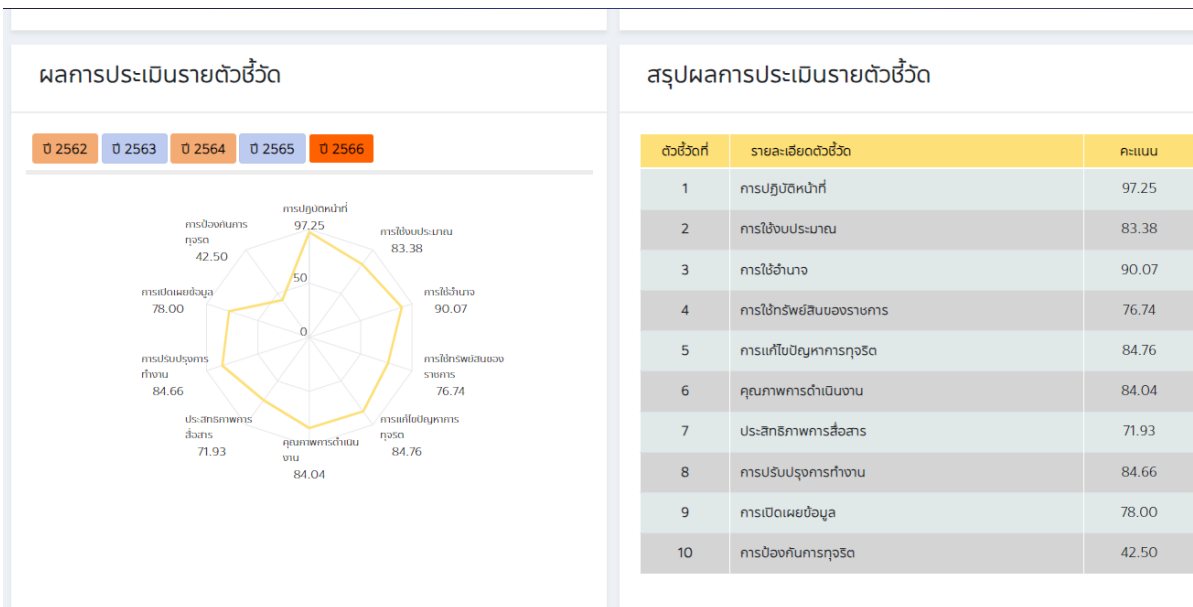 ผลการประเมินรายตัวชี้วัด
ปี 2562 ปี 2563 ปี 2564 ปี 2565 ปี 2566
การปฏิบัติหน้าที่
97.25
การใช้งบประมาณ
83.38
การใช้อำนาจ
90.07
การใช้ทรัพย์สินของ
ราชการ
76.74
การแก้ไขปัญหาการ
ทุจริต
84.76
คุณภาพการดำเนิน
งาน
84.04
ประสิทธิภาพการ
สื่อสาร
71.93
การปรับปรุงการ
ทำงาน
84.66
การเปิดเผยข้อมูล
78.00
การป้องกันการ
ทุจริต
42.50
50
0
สรุปผลการประเมินรายตัวชี้วัด
ตัวชี้วัดที่ รายละเอียดตัวชี้วัด คะแนน
1 การปฏิบัติหน้าที่ 97.25
2 การใช้งบประมาณ 83.38
3 การใช้อำนาจ 90.07
4 การใช้ทรัพย์สินของราชการ 76.74
5 การแก้ไขปัญหาการทุจริต 84.76
6 คุณภาพการดำเนินงาน 84.04
7 ประสิทธิภาพการสื่อสาร 71.93
8 การปรับปรุงการทำงาน 84.66
9 การเปิดเผยข้อมูล 78.00
10 การป้องกันการทุจริต 42.50